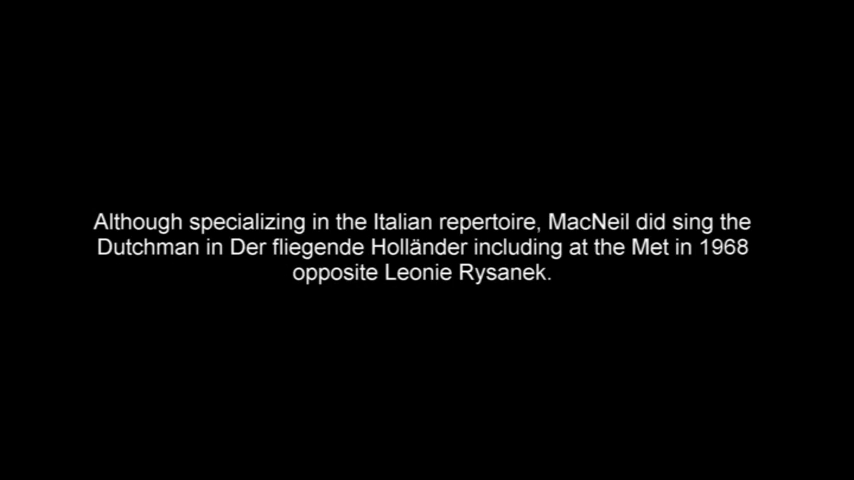 Although specializing in the Italian repertoire, MacNeil did sing the
Dutchman in Der fliegende Holländer including at the Met in 1968
opposite Leonie Rysanek.